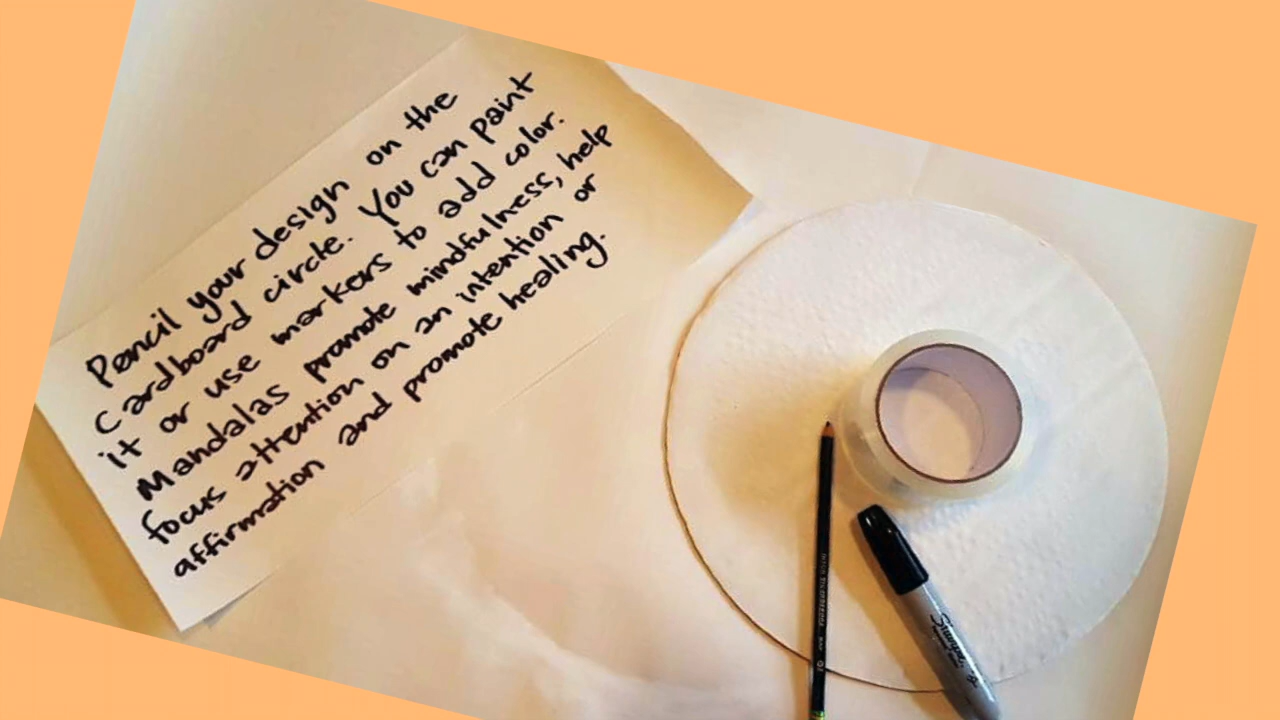 Pencil your design on the
cardboard circle. You can paint
it or use markers to add color.
Mandalas promote mindfulness, help
focus attention on an intention or
affirmation and promote healing.
Sharpie